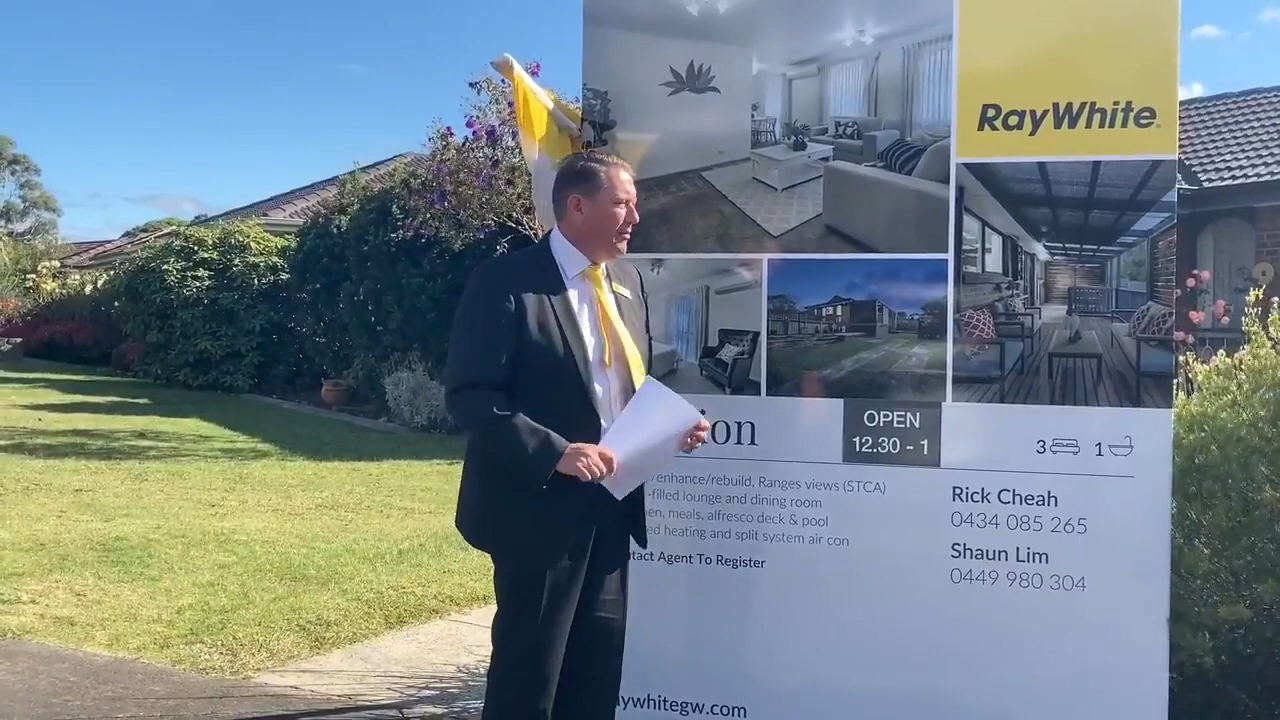 RayWhite.
ion
OPEN
12.30 - 1
3 1
/enhance/rebuild, Ranges views (STCA)
-filled lounge and dining room
en, meals, alfresco deck & pool
ed heating and split system air con
tact Agent To Register
Rick Cheah
0434 085 265
Shaun Lim
0449 980 304
aywhitegw.com